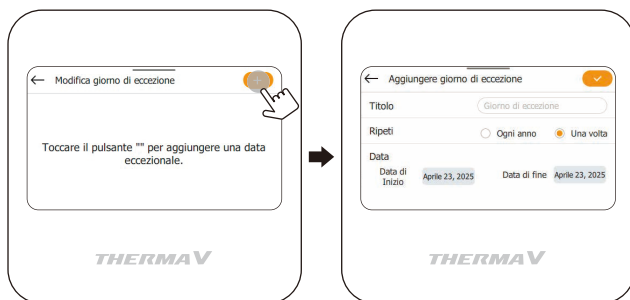 Modifica giorno di eccezione
Toccare il pulsante "" per aggiungere una data
eccezionale.
THERMAV
Aggiungere giorno di eccezione
Titolo
Giorno di eccezione
Ripeti
Ogni anno
Una volta
Data
Data di
Inizio
Aprile 23, 2025
Data di fine
Aprile 23, 2025
THERMAV